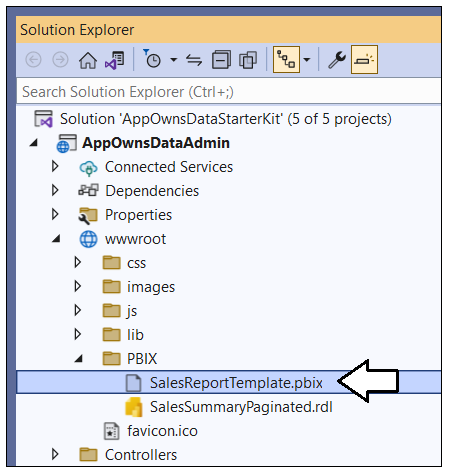 Solution Explorer
Search Solution Explorer (Ctrl+;)
Solution 'AppOwnsDataStarterKit' (5 of 5 projects)
AppOwnsDataAdmin
Connected Services
Dependencies
Properties
wwwroot
css
images
js
lib
PBIX
SalesReportTemplate.pbix
SalesSummaryPaginated.rdl
favicon.ico
Controllers